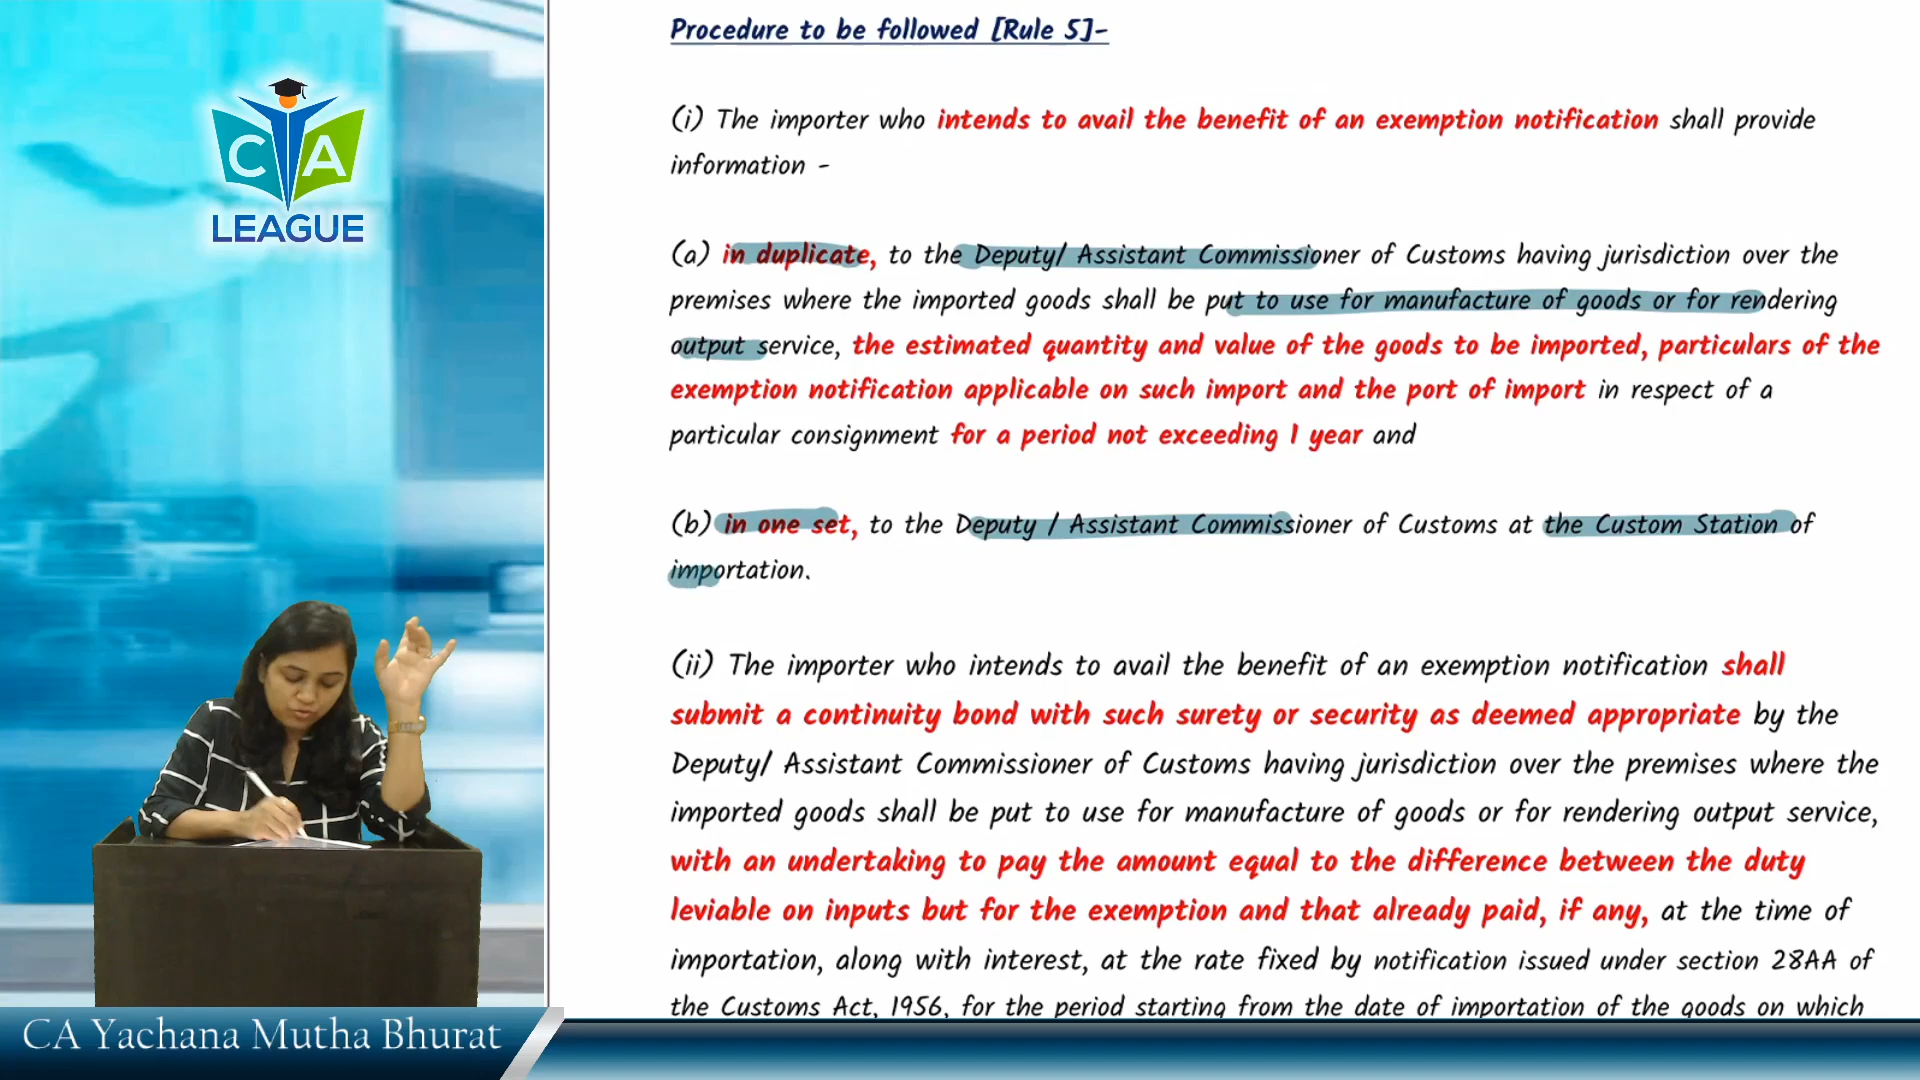 Procedure to be followed [Rule 5]-
(i) The importer who intends to avail the benefit of an exemption notification shall provide
information -
(a) in duplicate, to the Deputy/ Assistant Commissioner of Customs having jurisdiction over the
premises where the imported goods shall be put to use for manufacture of goods or for rendering
output service, the estimated quantity and value of the goods to be imported, particulars of the
exemption notification applicable on such import and the port of import in respect of a
particular consignment for a period not exceeding 1 year and
(b) in one set, to the Deputy / Assistant Commissioner of Customs at the Custom Station of
importation.
(ii) The importer who intends to avail the benefit of an exemption notification shall
submit a continuity bond with such surety or security as deemed appropriate by the
Deputy/ Assistant Commissioner of Customs having jurisdiction over the premises where the
imported goods shall be put to use for manufacture of goods or for rendering output service,
with an undertaking to pay the amount equal to the difference between the duty
leviable on inputs but for the exemption and that already paid, if any, at the time of
importation, along with interest, at the rate fixed by notification issued under section 28AA of
the Customs Act, 1956, for the period starting from the date of importation of the goods on which
CA
LEAGUE
CA Yachana Mutha Bhurat